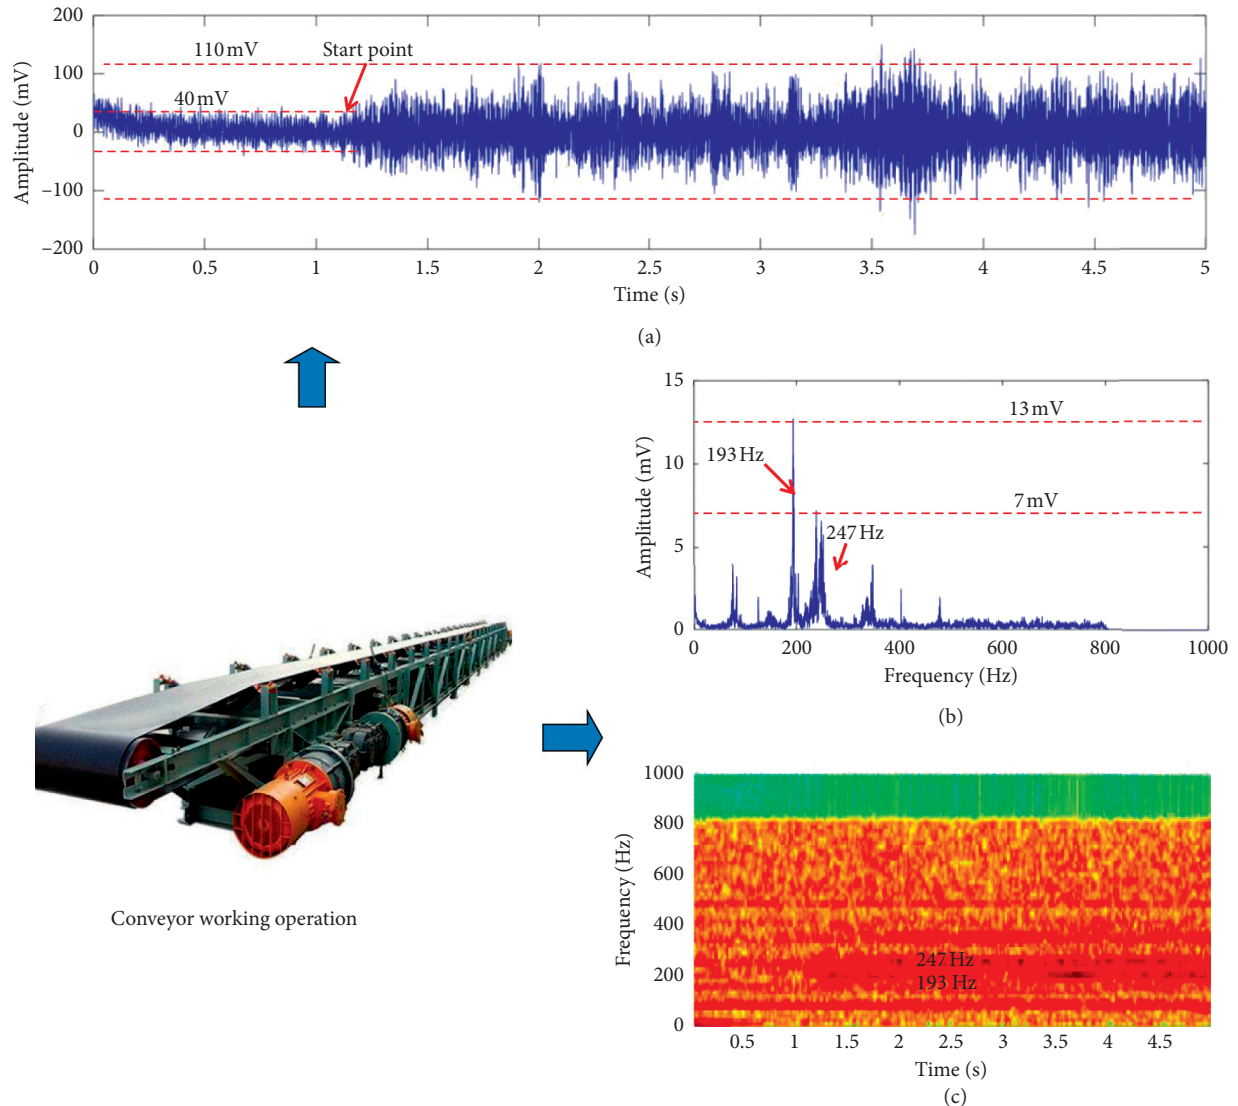 200
100
0
−100
−200
Amplitude (mV)
110 mV
Start point
40 mV
0
0.5
1
1.5
2
2.5
3
3.5
4
4.5
5
Time (s)
(a)
15
10
5
0
Amplitude (mV)
13 mV
193 Hz
7 mV
247 Hz
0
200
400
600
800
1000
Frequency (Hz)
(b)
Conveyor working operation
1000
800
600
400
200
0
Frequency (Hz)
247 Hz
193 Hz
0.5
1
1.5
2
2.5
3
3.5
4
4.5
Time (s)
(c)